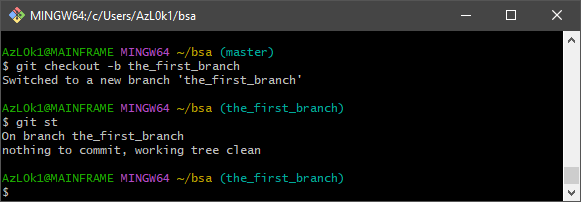 MINGW64:/c/Users/AzL0k1/bsa
AzL0k1@MAINFRAME MINGW64 ~/bsa (master)
$ git checkout -b the_first_branch
Switched to a new branch 'the_first_branch'
AzL0k1@MAINFRAME MINGW64 ~/bsa (the_first_branch)
$ git st
On branch the_first_branch
nothing to commit, working tree clean
AzL0k1@MAINFRAME MINGW64 ~/bsa (the_first_branch)
$